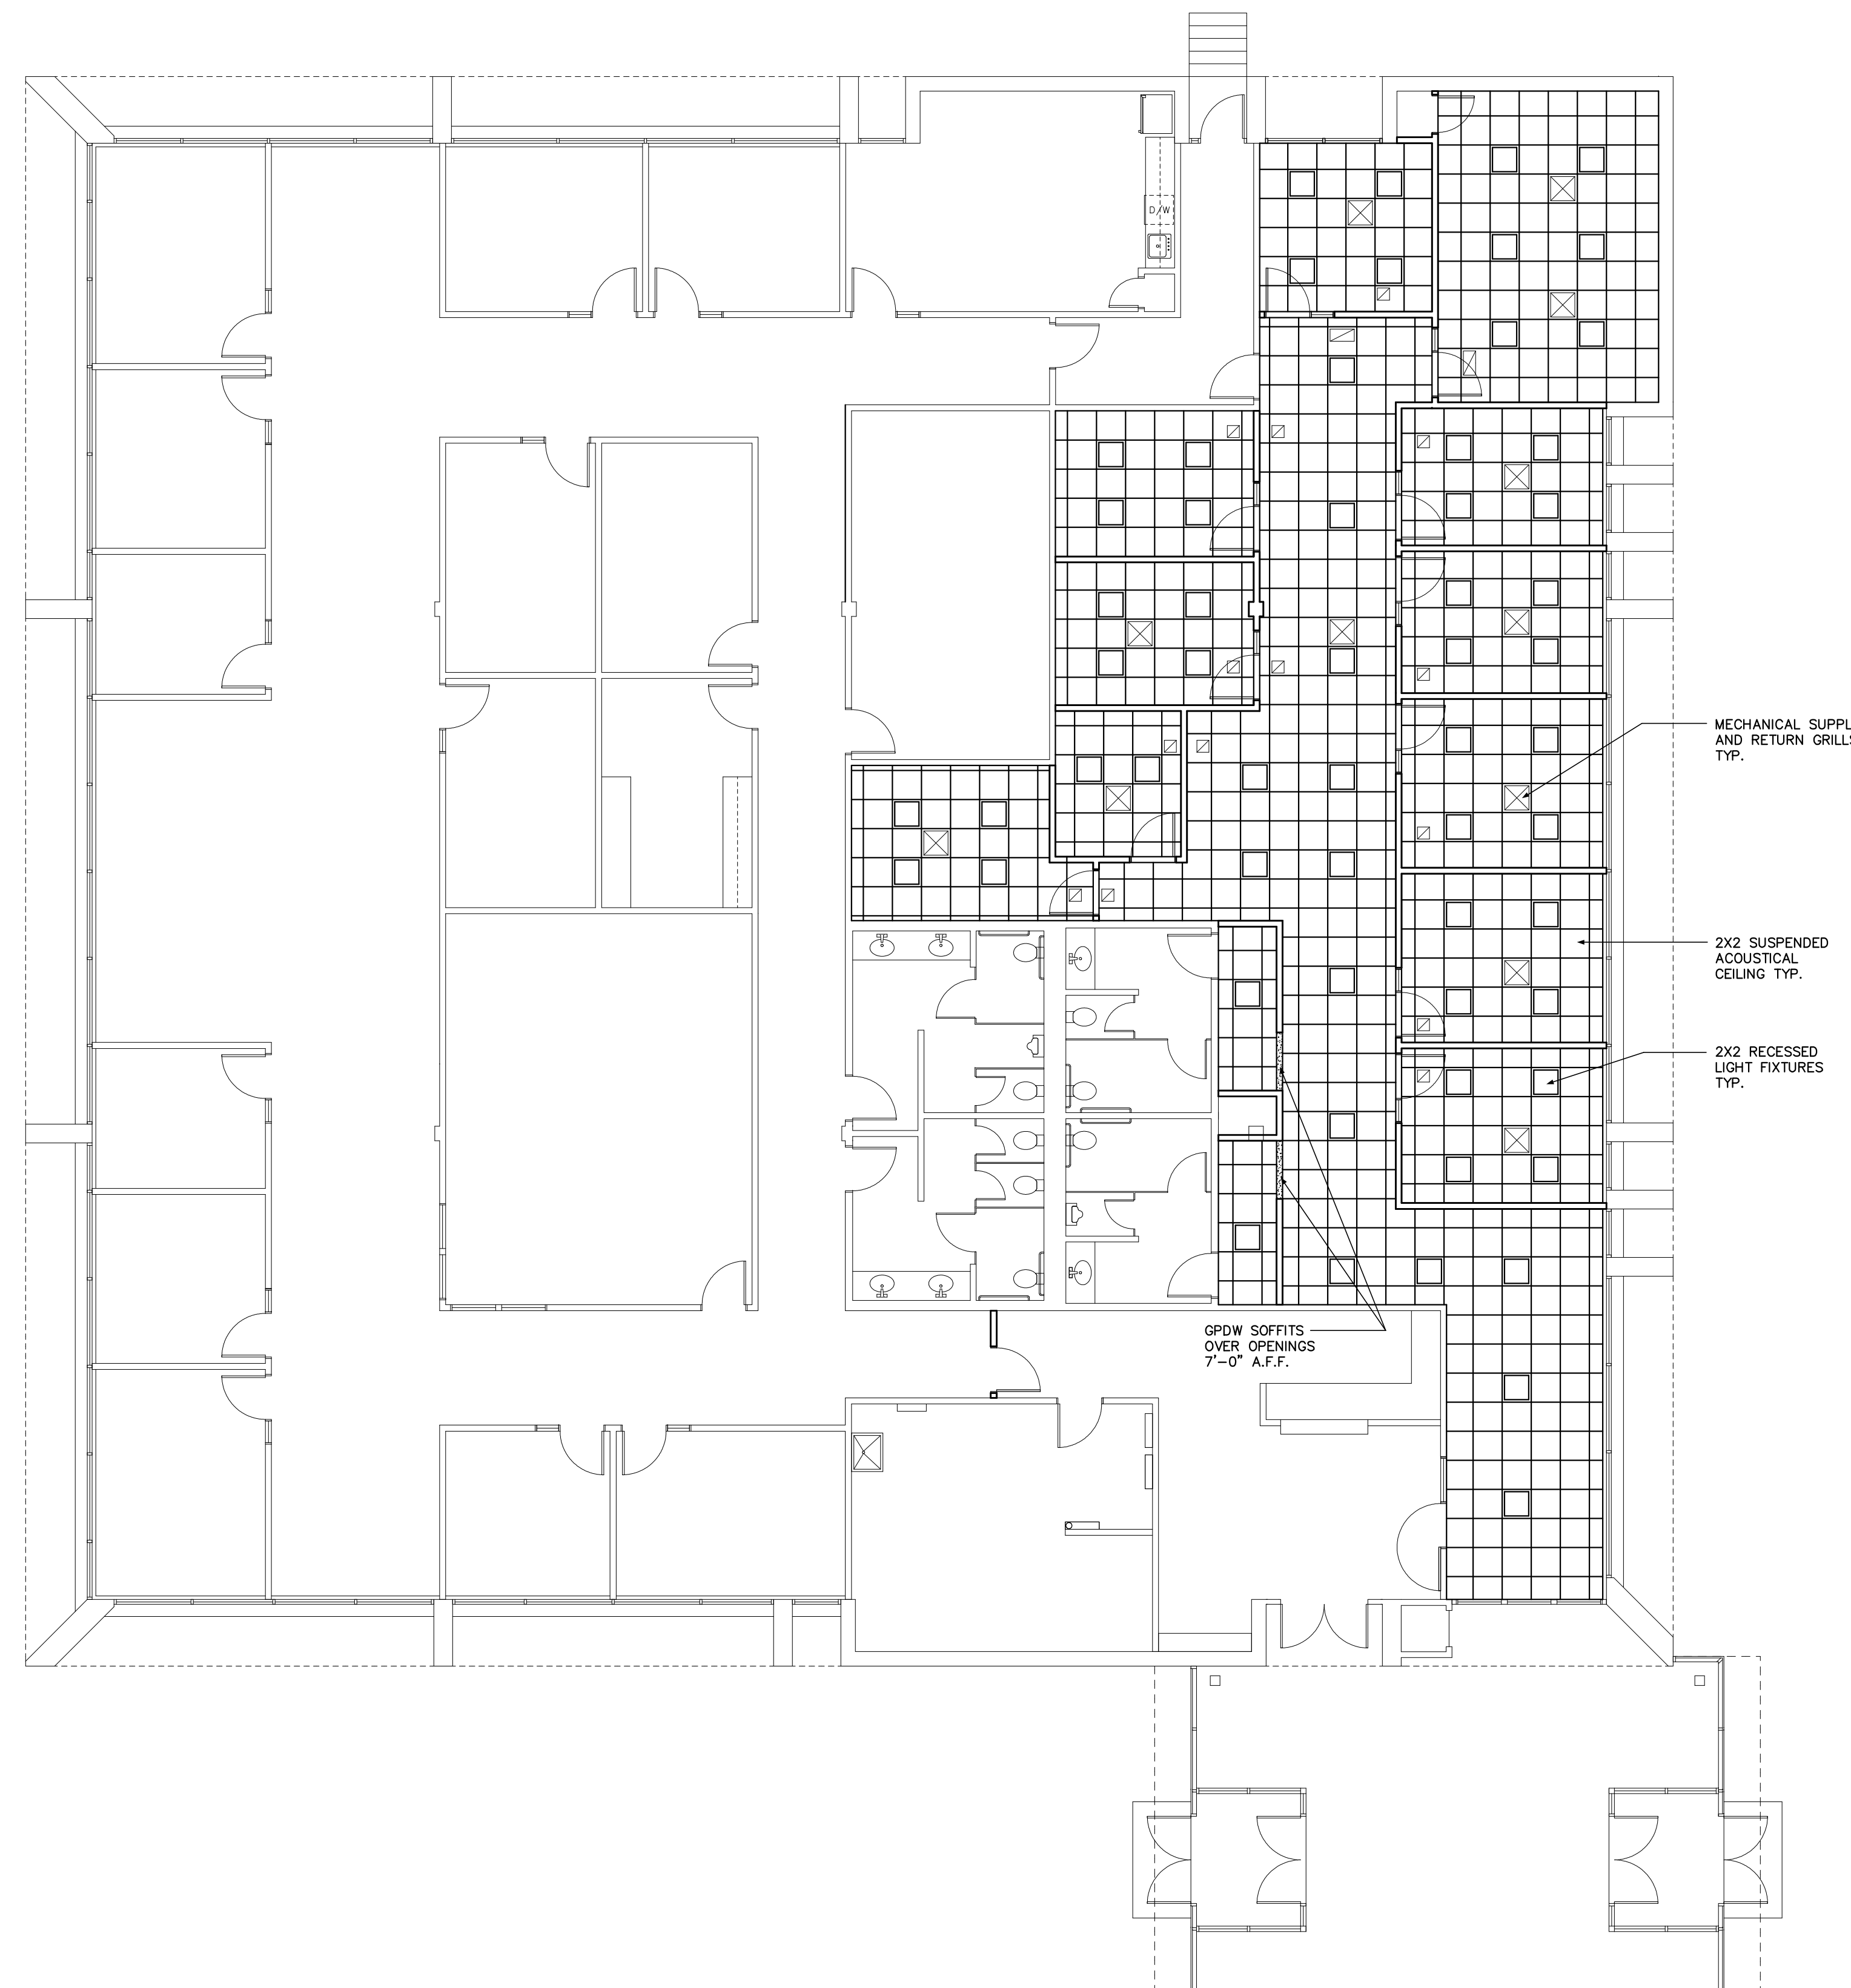 D/W
MECHANICAL SUPPL
AND RETURN GRILLS
TYP.
2X2 SUSPENDED
ACOUSTICAL
CEILING TYP.
2X2 RECESSED
LIGHT FIXTURES
TYP.
GPDW SOFFITS
OVER OPENINGS
7'-0" A.F.F.